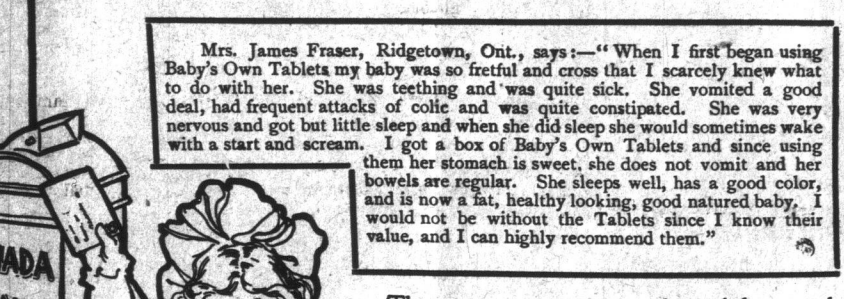 Mrs. James Fraser, Ridgetown, Ont., says:—“When I first began using
Baby's Own Tablets my baby was so fretful and cross that I scarcely knew what
to do with her. She was teething and was quite sick. She vomited a good
deal, had frequent attacks of colic and was quite constipated. She was very
nervous and got but little sleep and when she did sleep she would sometimes wake
with a start and scream. I got a box of Baby's Own Tablets and since using
them her stomach is sweet, she does not vomit and her
bowels are regular. She sleeps well, has a good color,
and is now a fat, healthy looking, good natured baby. I
would not be without the Tablets since I know their
value, and I can highly recommend them.”
NADA